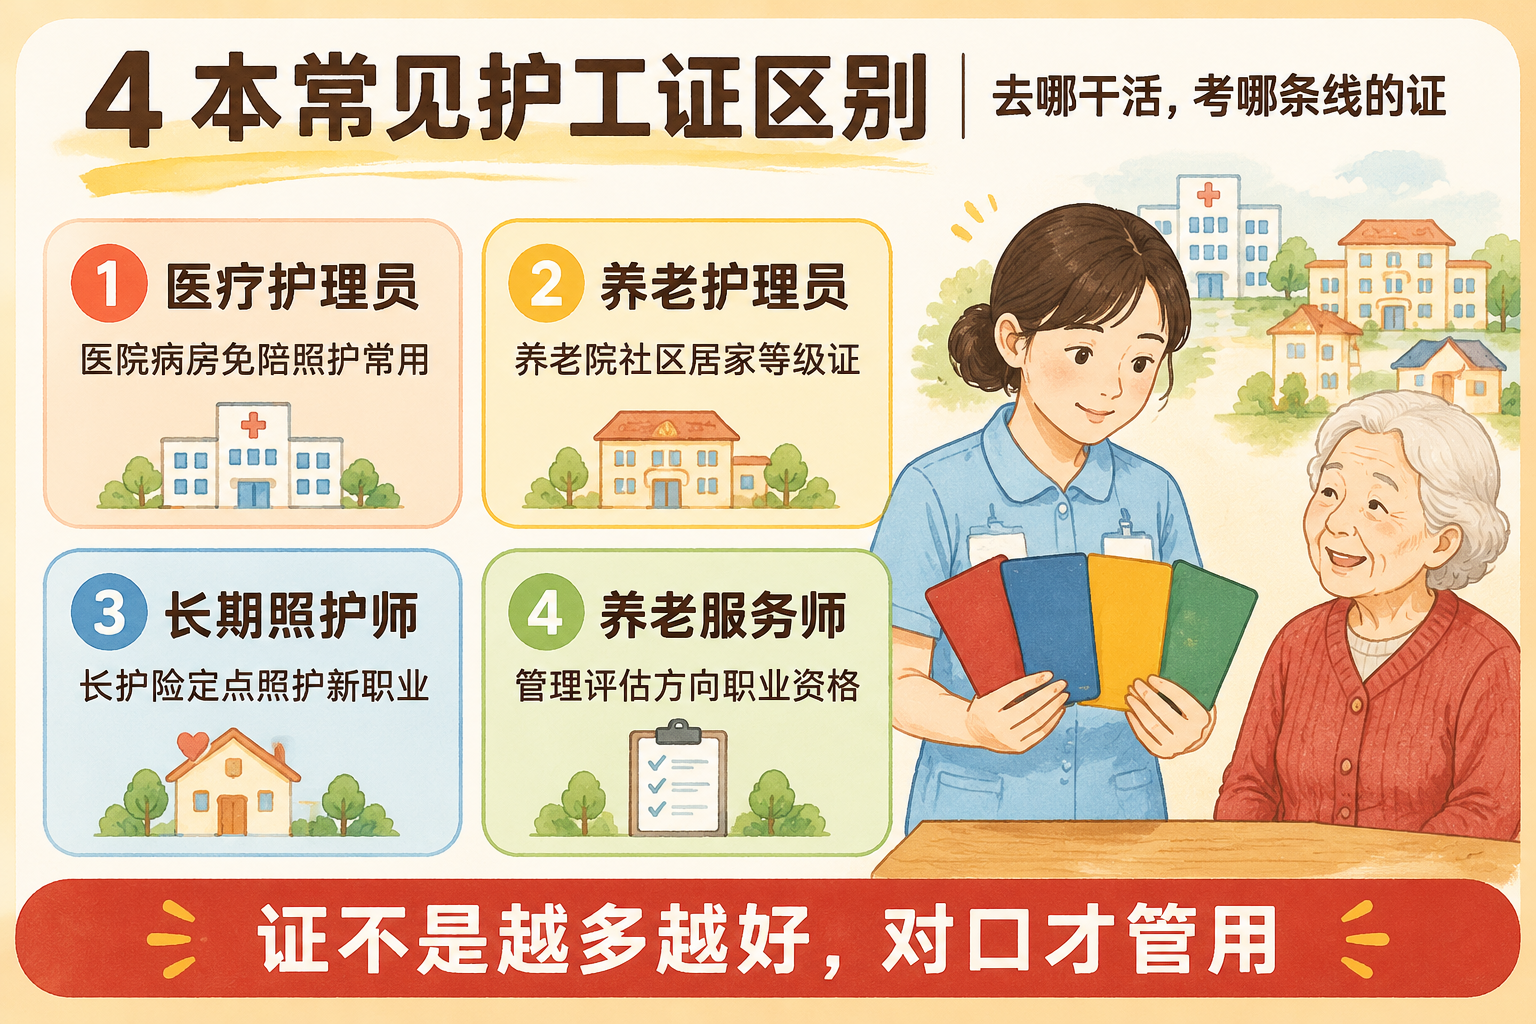 4本常见护工证区别
去哪干活，考哪条线的证
1 医疗护理员
医院病房免陪照护常用
2 养老护理员
养老院社区居家等级证
3 长期照护师
长护险定点照护新职业
4 养老服务师
管理评估方向职业资格
证不是越多越好，对口才管用